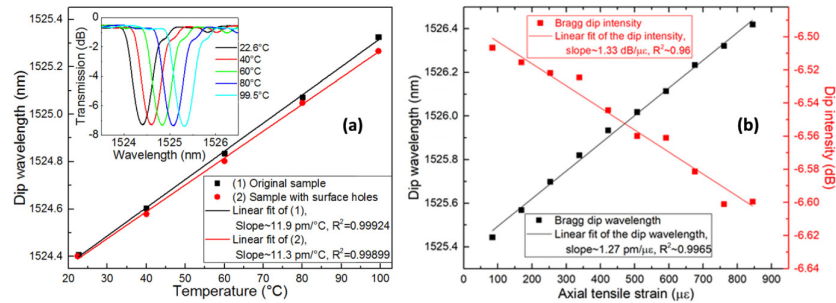 1525.4
1525.2
1525.0
1524.8
1524.6
1524.4
Dip wavelength (nm)
20 30 40 50 60 70 80 90 100
Temperature (°C)
0
-2
-4
-6
-8
Transmission (dB)
1524 1525 1526
Wavelength (nm)
22.6°C
40°C
60°C
80°C
99.5°C
(a)
(1) Original sample
(2) Sample with surface holes
Linear fit of (1),
Slope~11.9 pm/°C, R²=0.99924
Linear fit of (2),
Slope~11.3 pm/°C, R²=0.99899
1526.4
1526.2
1526.0
1525.8
1525.6
1525.4
Dip wavelength (nm)
0 100 200 300 400 500 600 700 800 900
Axial tensile strain (με)
Bragg dip intensity
Linear fit of the dip intensity,
slope~1.33 dB/με, R²~0.96
(b)
Bragg dip wavelength
Linear fit of the dip wavelength,
slope~1.27 pm/με, R²~0.9965
-6.50
-6.52
-6.54
-6.56
-6.58
-6.60
-6.62
-6.64
Dip intensity (dB)